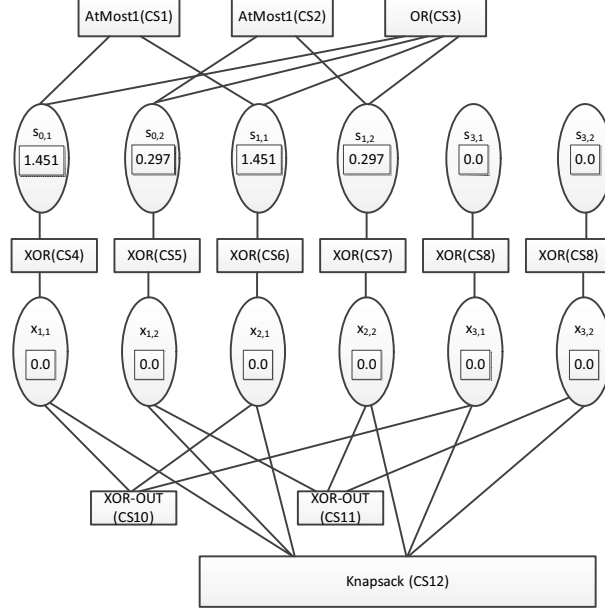 AtMost1(CS1) AtMost1(CS2) OR(CS3)
s0,1 s0,2 s1,1 s1,2 s3,1 s3,2
1.451 0.297 1.451 0.297 0.0 0.0
XOR(CS4) XOR(CS5) XOR(CS6) XOR(CS7) XOR(CS8) XOR(CS8)
x1,1 x1,2 x2,1 x2,2 x3,1 x3,2
0.0 0.0 0.0 0.0 0.0 0.0
XOR-OUT XOR-OUT
(CS10) (CS11)
Knapsack (CS12)